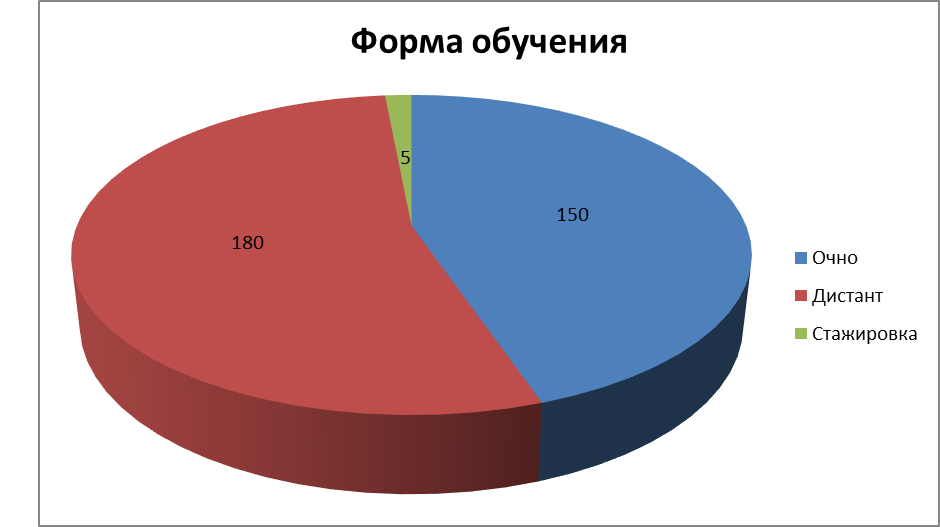 Форма обучения
5
150
180
Очно
Дистант
Стажировка